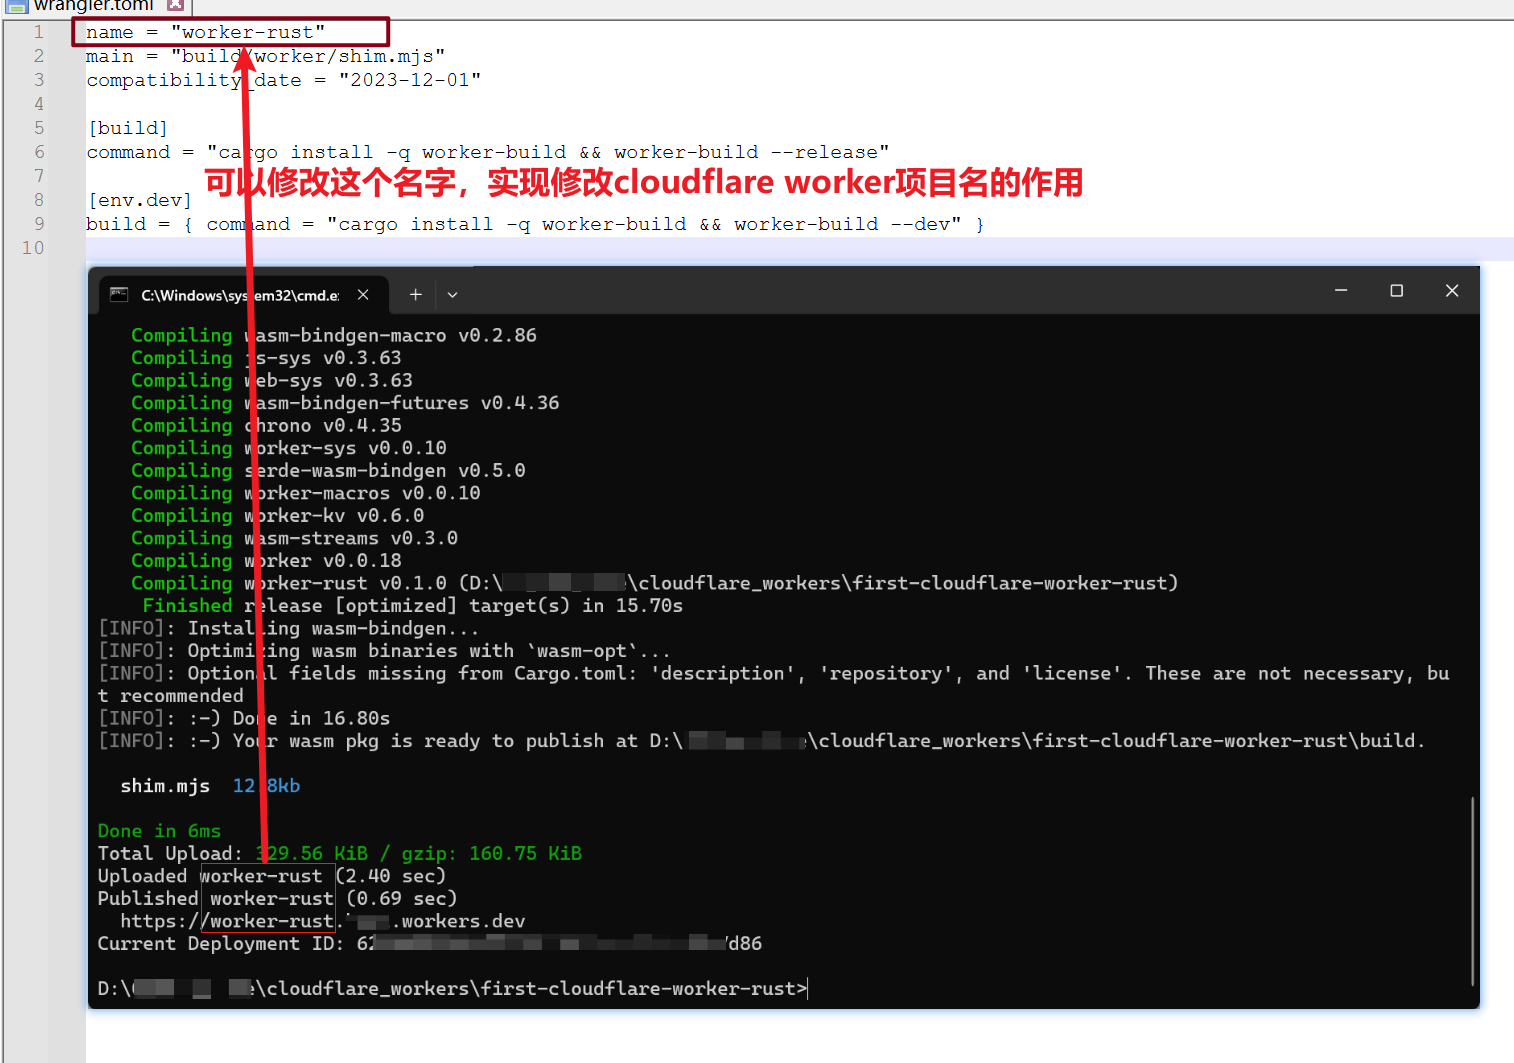 wrangler.toml
1 name = "worker-rust"
2 main = "build/worker/shim.mjs"
3 compatibility_date = "2023-12-01"
4
5 [build]
6 command = "cargo install -q worker-build && worker-build --release"
7
可以修改这个名字，实现修改cloudflare worker项目名的作用
8 [env.dev]
9 build = { command = "cargo install -q worker-build && worker-build --dev" }
10
C:\Windows\system32\cmd.e
Compiling wasm-bindgen-macro v0.2.86
Compiling js-sys v0.3.63
Compiling web-sys v0.3.63
Compiling wasm-bindgen-futures v0.4.36
Compiling chrono v0.4.35
Compiling worker-sys v0.0.10
Compiling serde-wasm-bindgen v0.5.0
Compiling worker-macros v0.0.10
Compiling worker-kv v0.6.0
Compiling wasm-streams v0.3.0
Compiling worker v0.0.18
Compiling worker-rust v0.1.0 (D:\ \cloudflare_workers\first-cloudflare-worker-rust)
Finished release [optimized] target(s) in 15.70s
[INFO]: Installing wasm-bindgen...
[INFO]: Optimizing wasm binaries with `wasm-opt`...
[INFO]: Optional fields missing from Cargo.toml: 'description', 'repository', and 'license'. These are not necessary, bu
t recommended
[INFO]: :-) Done in 16.80s
[INFO]: :-) Your wasm pkg is ready to publish at D:\ \cloudflare_workers\first-cloudflare-worker-rust\build.
shim.mjs 12.8kb
Done in 6ms
Total Upload: 329.56 KiB / gzip: 160.75 KiB
Uploaded worker-rust (2.40 sec)
Published worker-rust (0.69 sec)
https://worker-rust. .workers.dev
Current Deployment ID: 62 d86
D:\ e\cloudflare_workers\first-cloudflare-worker-rust>